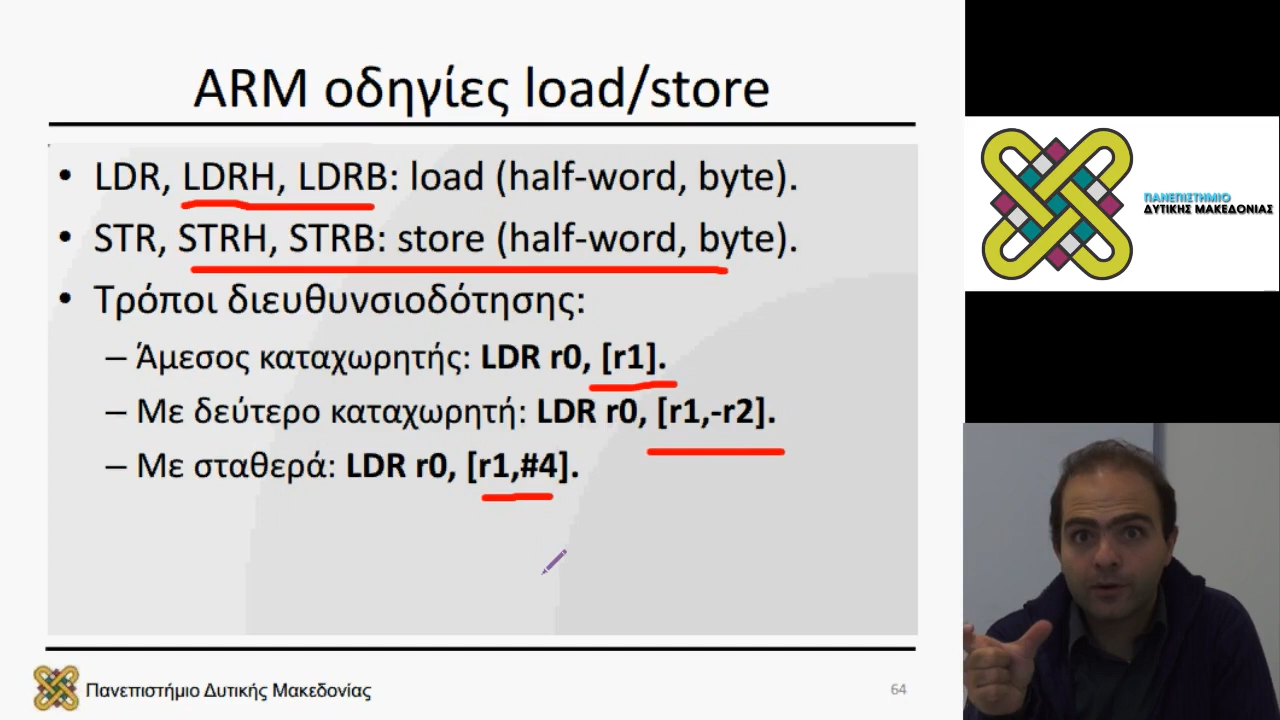 ARM οδηγίες load/store
• LDR, LDRH, LDRB: load (half-word, byte).
• STR, STRH, STRB: store (half-word, byte).
• Τρόποι διευθυνσιοδότησης:
– Άμεσος καταχωρητής: LDR r0, [r1].
– Με δεύτερο καταχωρητή: LDR r0, [r1,-r2].
– Με σταθερά: LDR r0, [r1,#4].
Πανεπιστήμιο Δυτικής Μακεδονίας
64
ΠΑΝΕΠΙΣΤΗΜΙΟ
ΔΥΤΙΚΗΣ ΜΑΚΕΔΟΝΙΑΣ